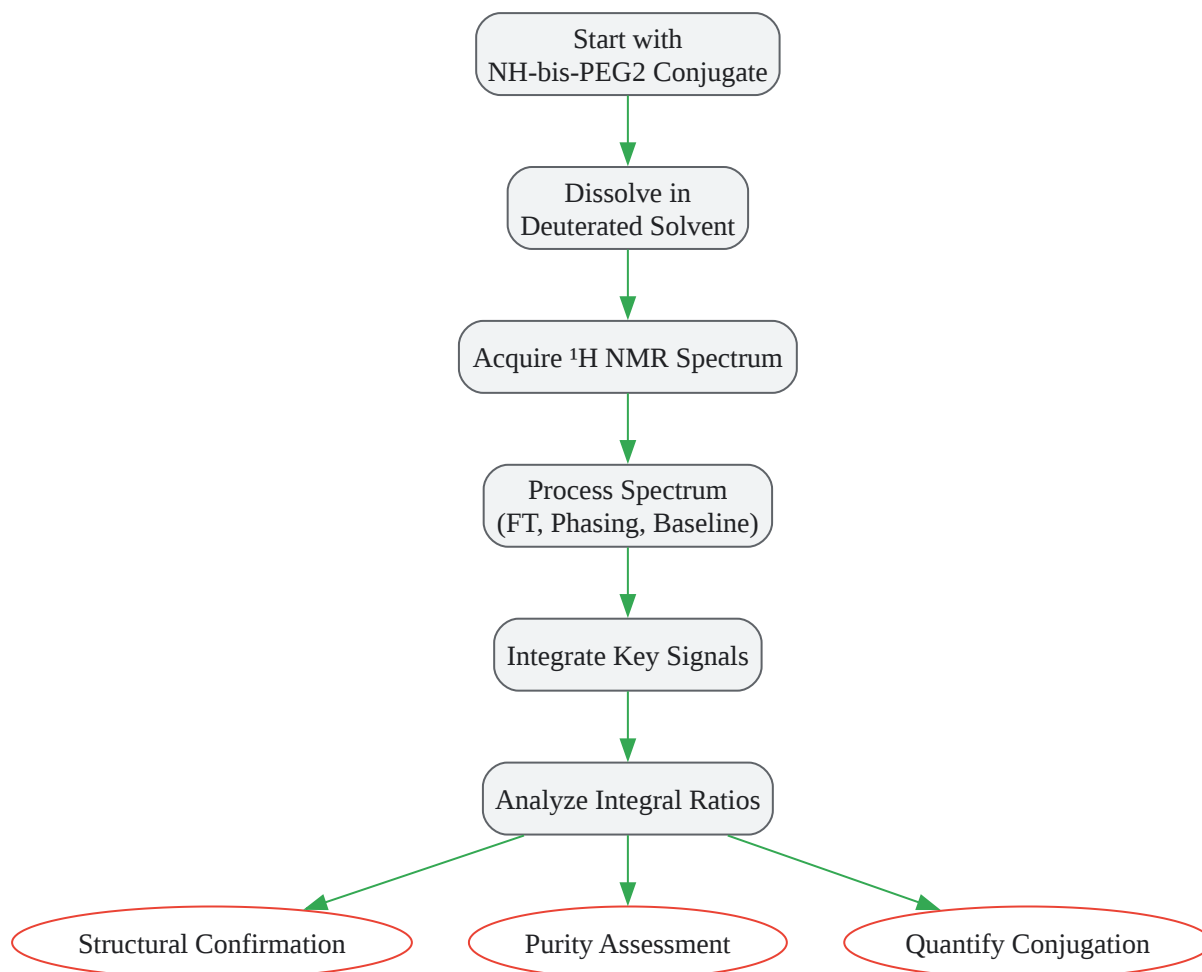 Start with
NH-bis-PEG2 Conjugate
Dissolve in
Deuterated Solvent
Acquire ¹H NMR Spectrum
Process Spectrum
(FT, Phasing, Baseline)
Integrate Key Signals
Analyze Integral Ratios
Structural Confirmation
Purity Assessment
Quantify Conjugation